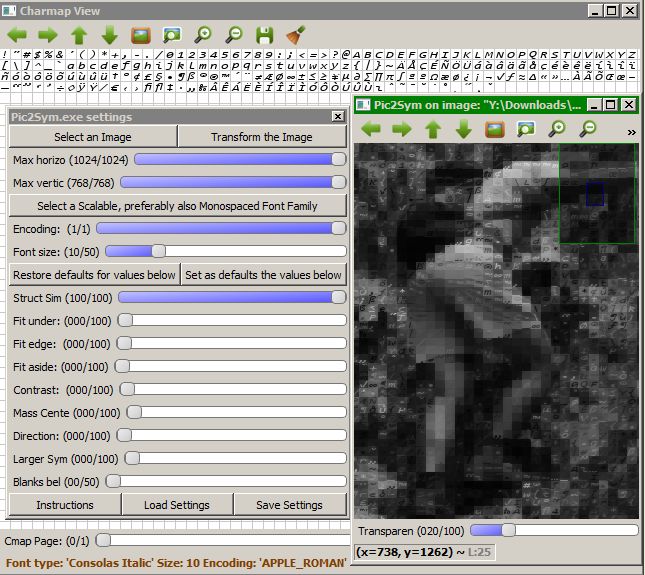 Charmap View
! " # $ % & ' ( ) * + , - . / 0 1 2 3 4 5 6 7 8 9 : ; < = > ? @ A B C D E F G H I J K L M N O P Q R S T U V W X Y Z
Pic2Sym.exe settings
Select an Image
Transform the Image
Max horizo (1024/1024)
Max vertic (768/768)
Select a Scalable, preferably also Monospaced Font Family
Encoding: (1/1)
Font size: (10/50)
Restore defaults for values below
Set as defaults the values below
Struct Sim (100/100)
Fit under: (000/100)
Fit edge: (000/100)
Fit aside: (000/100)
Contrast: (000/100)
Mass Cente (000/100)
Direction: (000/100)
Larger Sym (000/100)
Blanks bel (00/50)
Instructions
Load Settings
Save Settings
Cmap Page: (0/1)
Font type: 'Consolas Italic' Size: 10 Encoding: 'APPLE_ROMAN'
Pic2Sym on image: "Y:\Downloads\...
»
Transparen (020/100)
(x=738, y=1262) ~ L:25